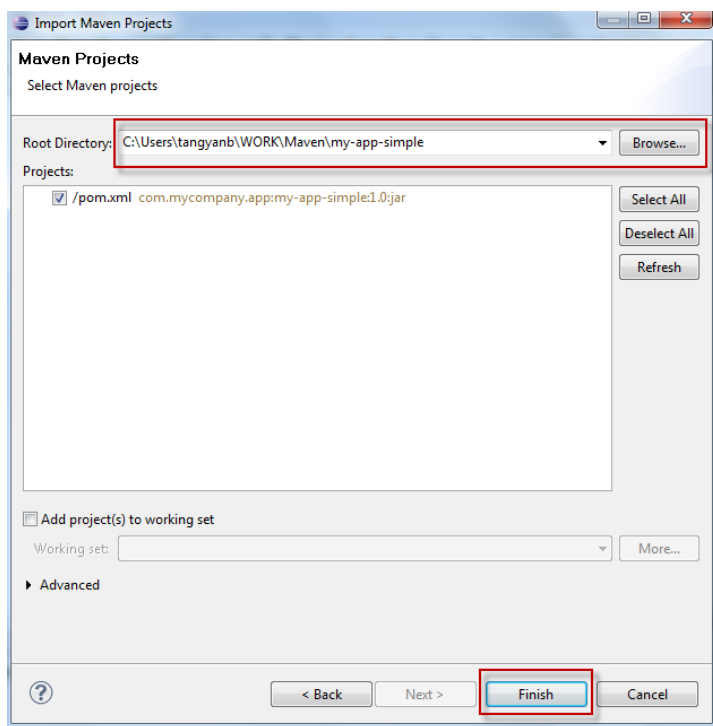 Import Maven Projects
Maven Projects
Select Maven projects
Root Directory: C:\Users\tangyanb\WORK\Maven\my-app-simple Browse...
Projects:
/pom.xml com.mycompany.app:my-app-simple:1.0:jar Select All
Deselect All
Refresh
Add project(s) to working set
Working set: More...
Advanced
? < Back Next > Finish Cancel